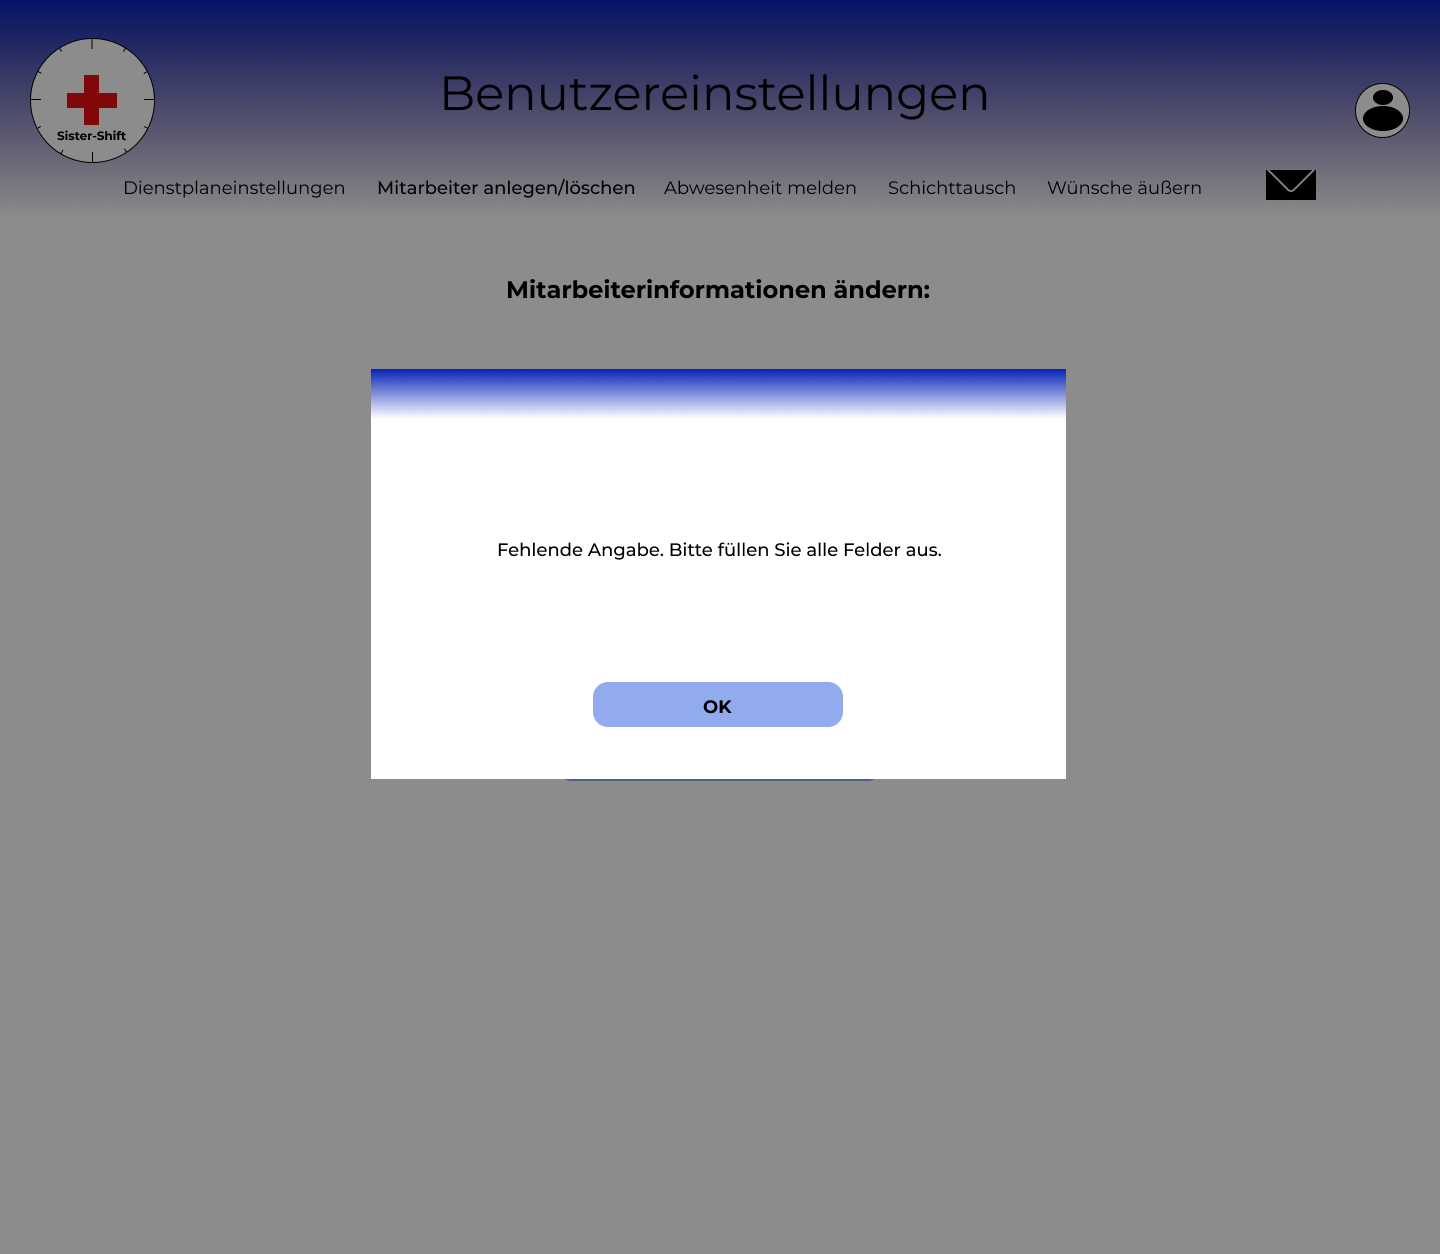 Benutzereinstellungen
Sister-Shift
Dienstplaneinstellungen Mitarbeiter anlegen/löschen Abwesenheit melden Schichttausch Wünsche äußern
Mitarbeiterinformationen ändern:
Fehlende Angabe. Bitte füllen Sie alle Felder aus.
OK